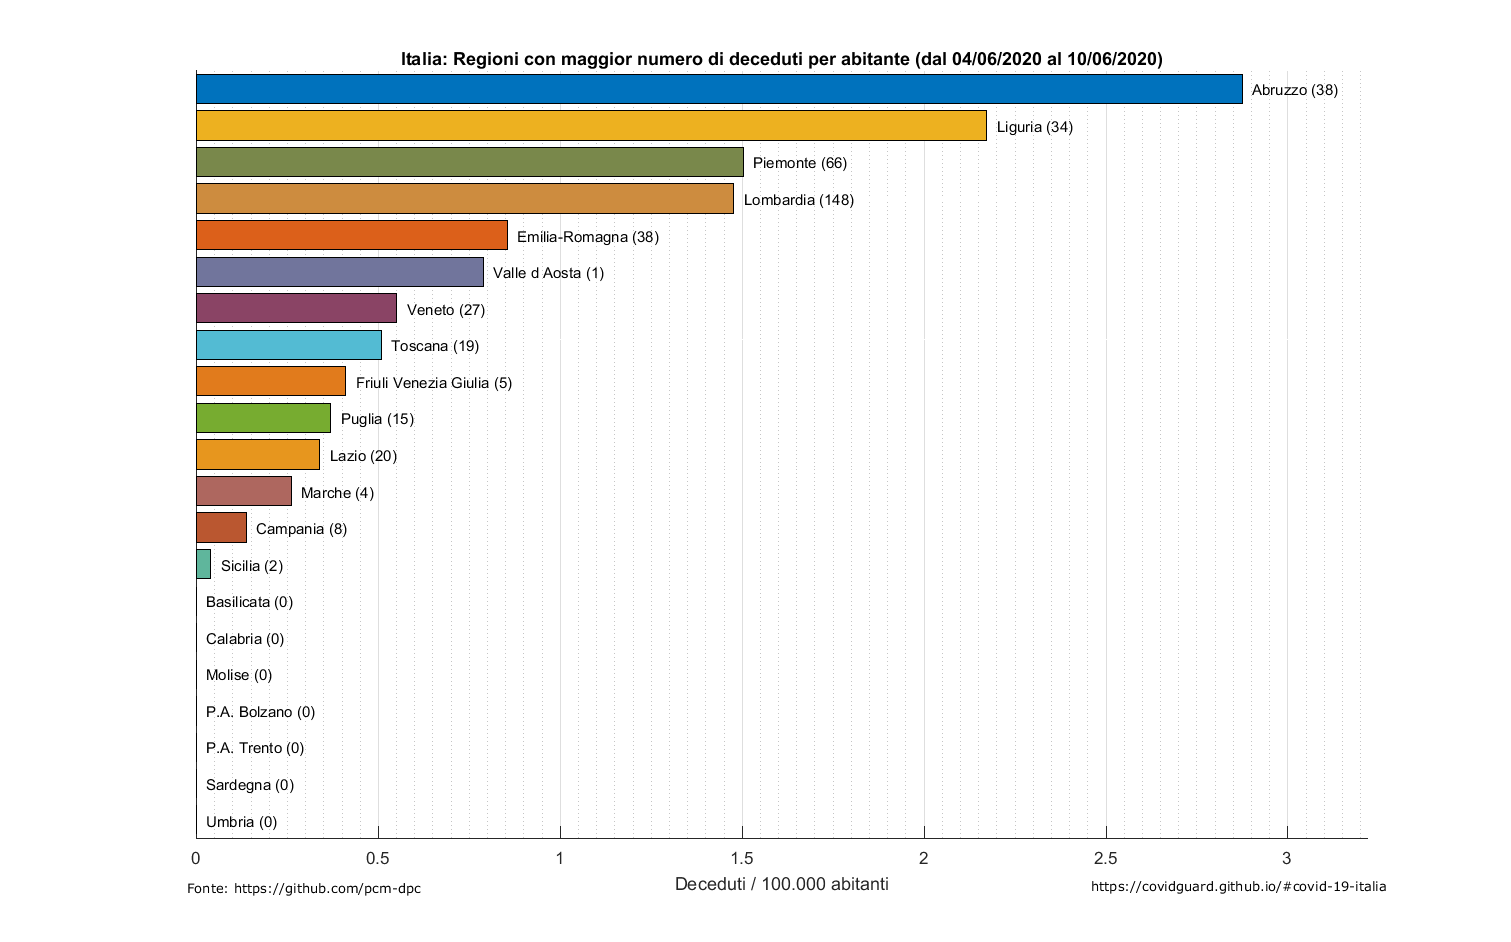 Italia: Regioni con maggior numero di deceduti per abitante (dal 04/06/2020 al 10/06/2020)
Abruzzo (38)
Liguria (34)
Piemonte (66)
Lombardia (148)
Emilia-Romagna (38)
Valle d Aosta (1)
Veneto (27)
Toscana (19)
Friuli Venezia Giulia (5)
Puglia (15)
Lazio (20)
Marche (4)
Campania (8)
Sicilia (2)
Basilicata (0)
Calabria (0)
Molise (0)
P.A. Bolzano (0)
P.A. Trento (0)
Sardegna (0)
Umbria (0)
0 0.5 1 1.5 2 2.5 3
Deceduti / 100.000 abitanti
Fonte: https://github.com/pcm-dpc
https://covidguard.github.io/#covid-19-italia